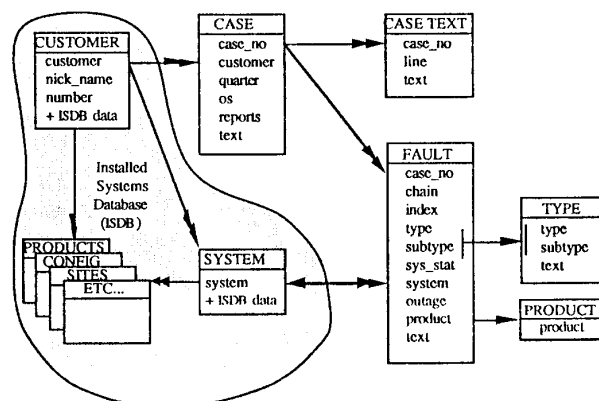 CUSTOMER
customer
nick_name
number
+ ISDB data
CASE
case_no
customer
quarter
os
reports
text
CASE TEXT
case_no
line
text
Installed
Systems
Database
(ISDB)
PRODUCTS
CONFIG
SITES
ETC...
SYSTEM
system
+ ISDB data
FAULT
case_no
chain
index
type
subtype
sys_stat
system
outage
product
text
TYPE
type
subtype
text
PRODUCT
product